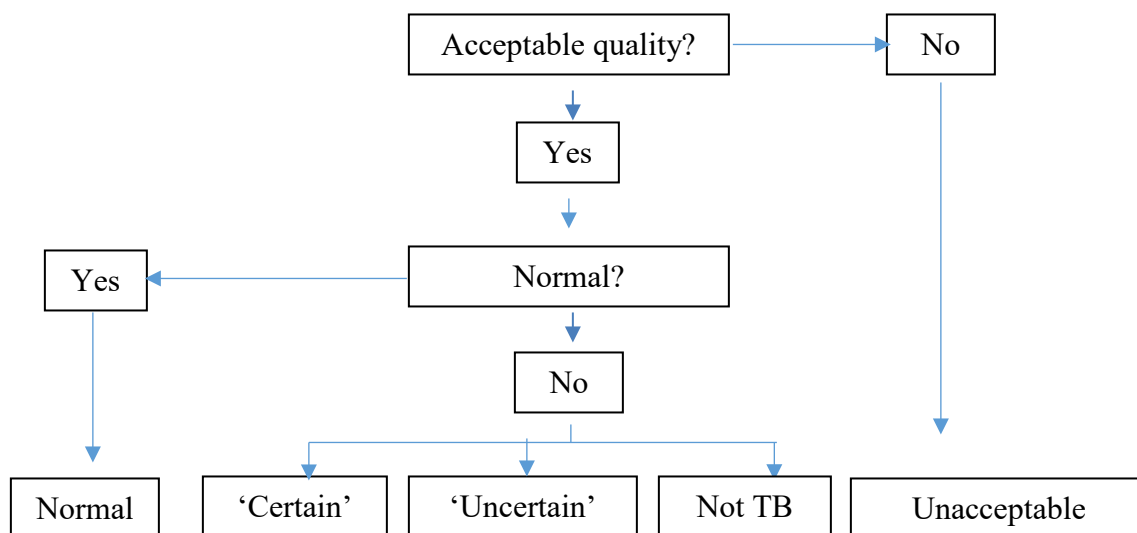 Acceptable quality?
No
Yes
Yes
Normal?
No
Normal
‘Certain’
‘Uncertain’
Not TB
Unacceptable